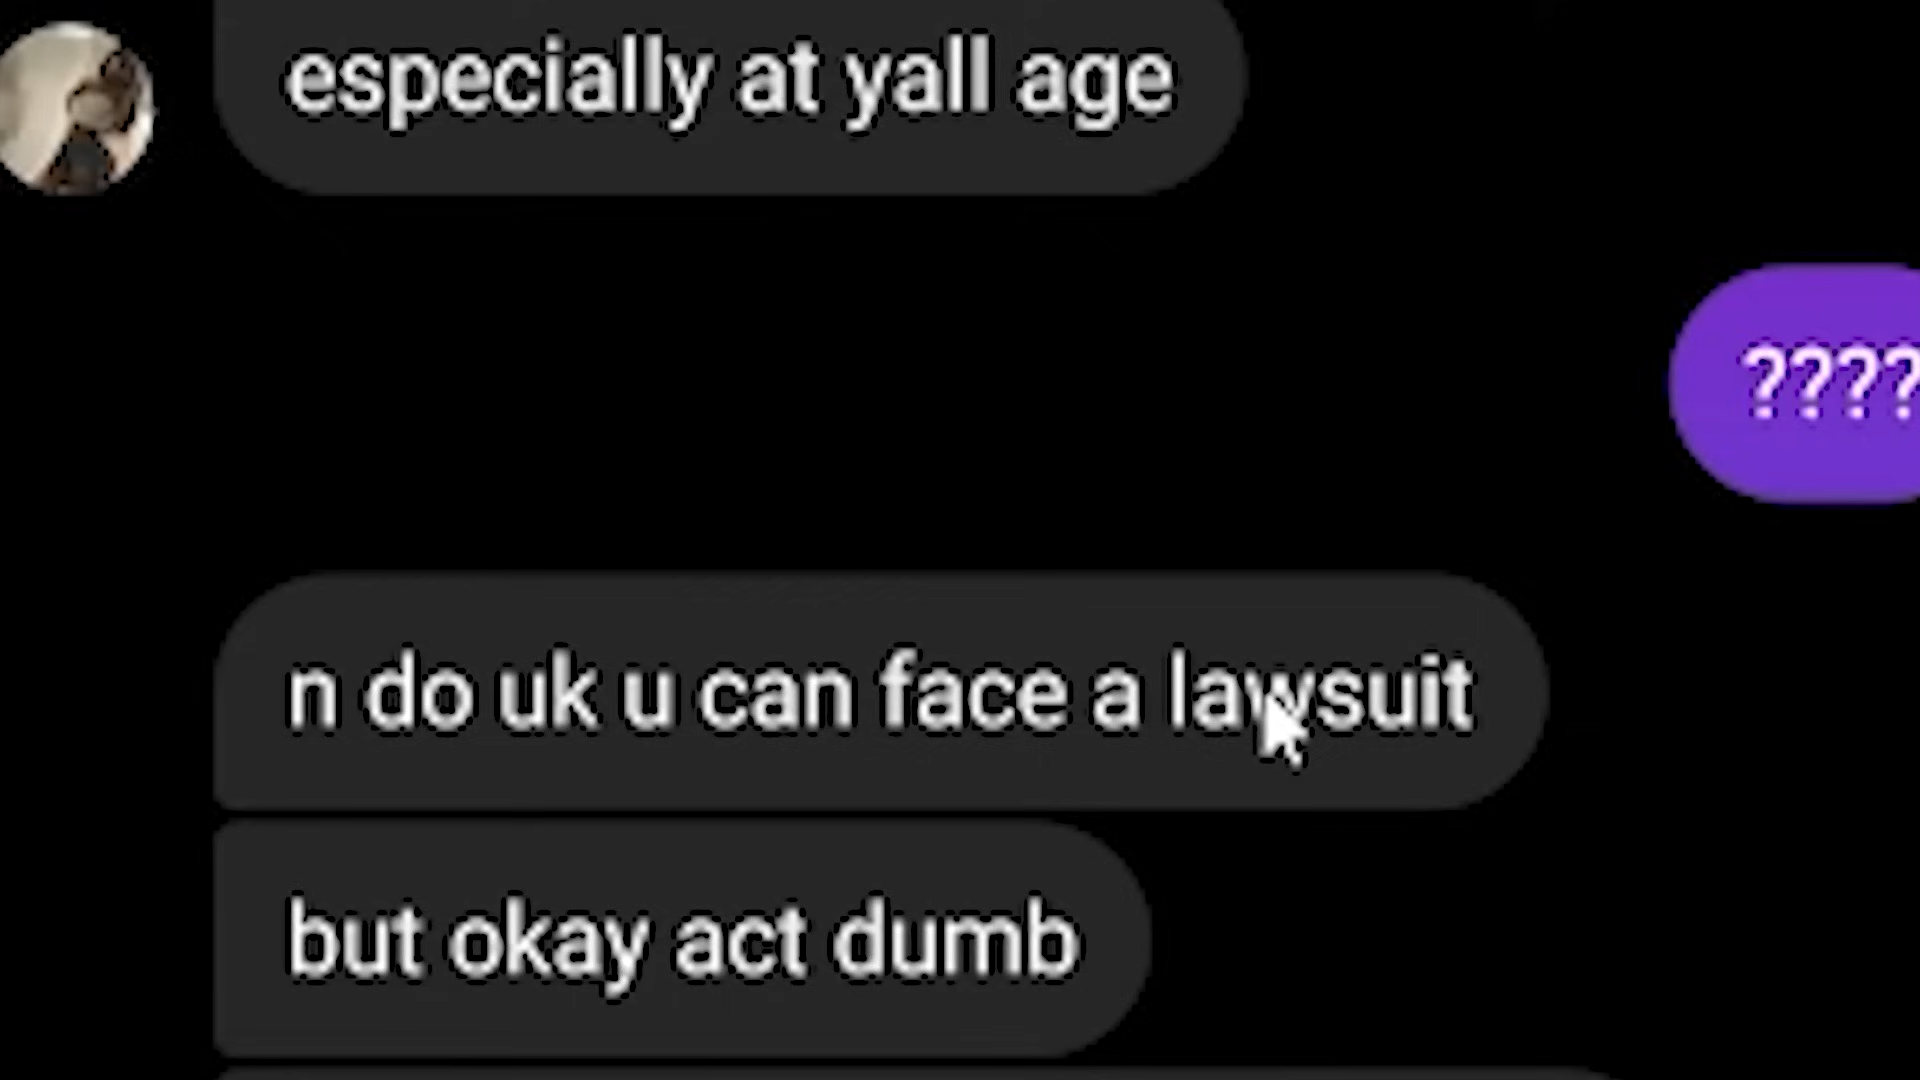 especially at yall age
????
n do uk u can face a lawsuit
but okay act dumb